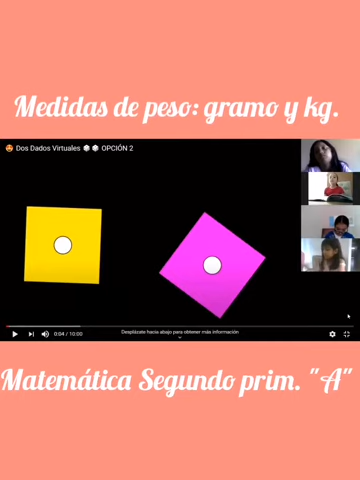 Medidas de peso: gramo y kg.
😍 Dos Dados Virtuales 🎲🎲 OPCIÓN 2
0:04 / 10:00
Desplázate hacia abajo para obtener más información
Matemática Segundo prim. "A"